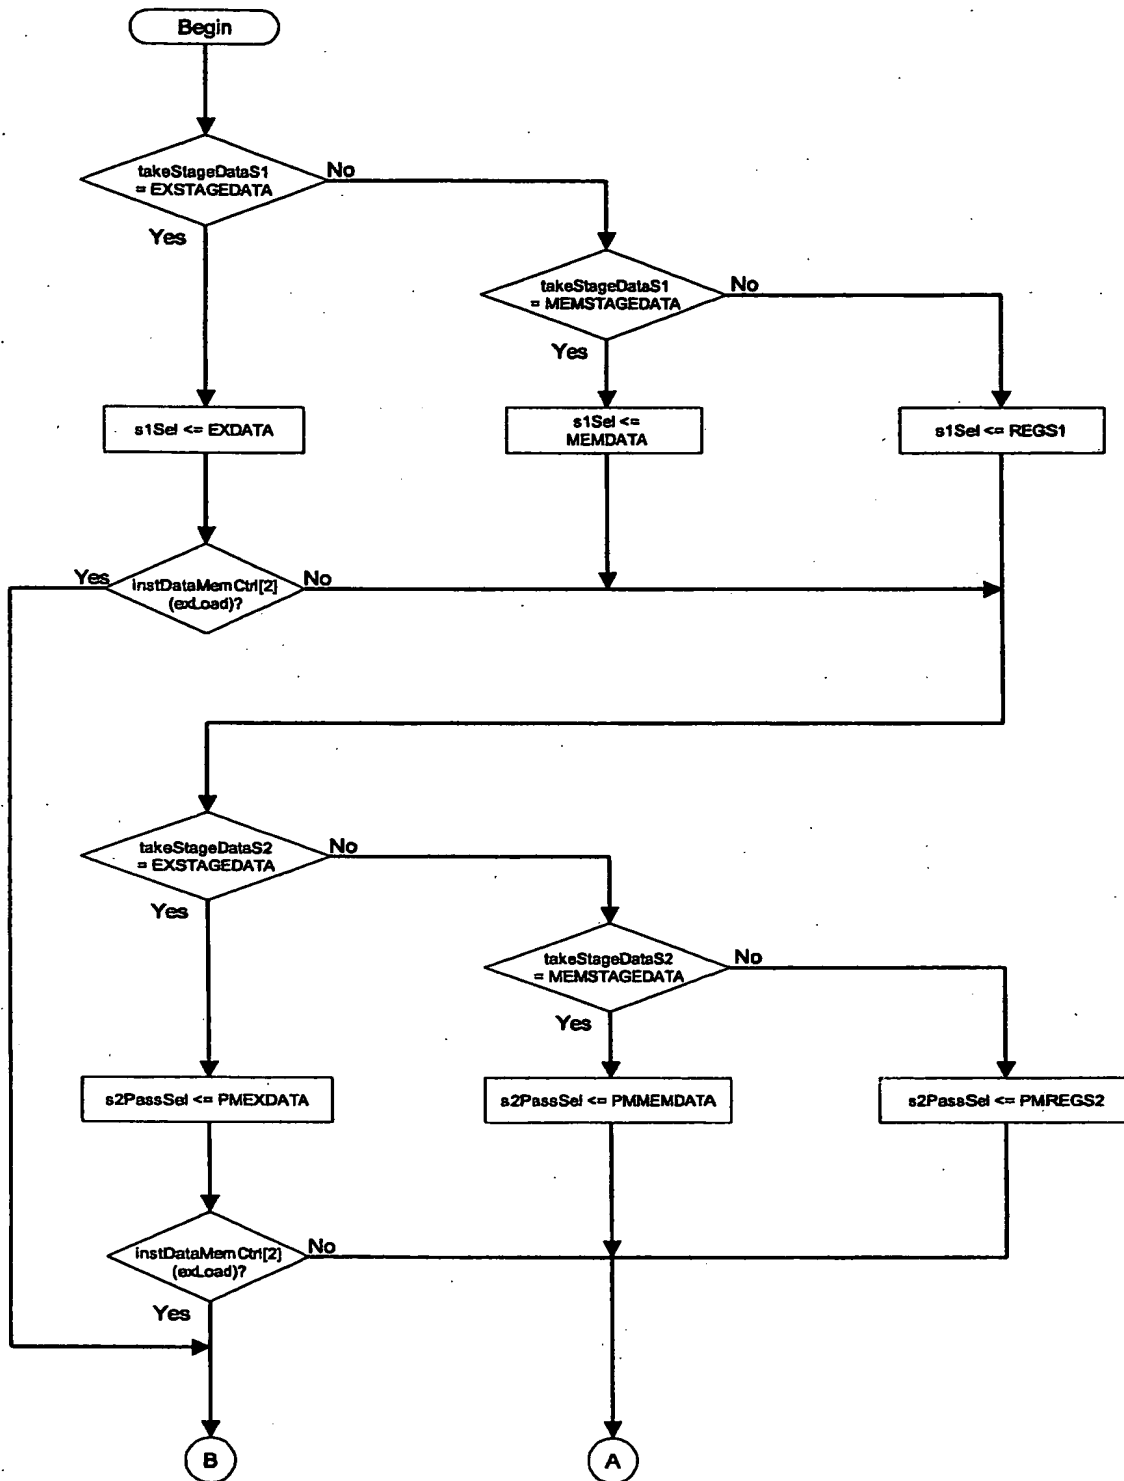 Begin
takeStageDataS1
= EXSTAGEDATA
No
Yes
takeStageDataS1
= MEMSTAGEDATA
No
Yes
s1Sel <= EXDATA
s1Sel <=
MEMDATA
s1Sel <= REGS1
Yes
instDataMemCtrl[2]
(exLoad)?
No
takeStageDataS2
= EXSTAGEDATA
No
Yes
takeStageDataS2
= MEMSTAGEDATA
No
Yes
s2PassSel <= PMEXDATA
s2PassSel <= PMMEMDATA
s2PassSel <= PMREGS2
instDataMemCtrl[2]
(exLoad)?
No
Yes
B
A